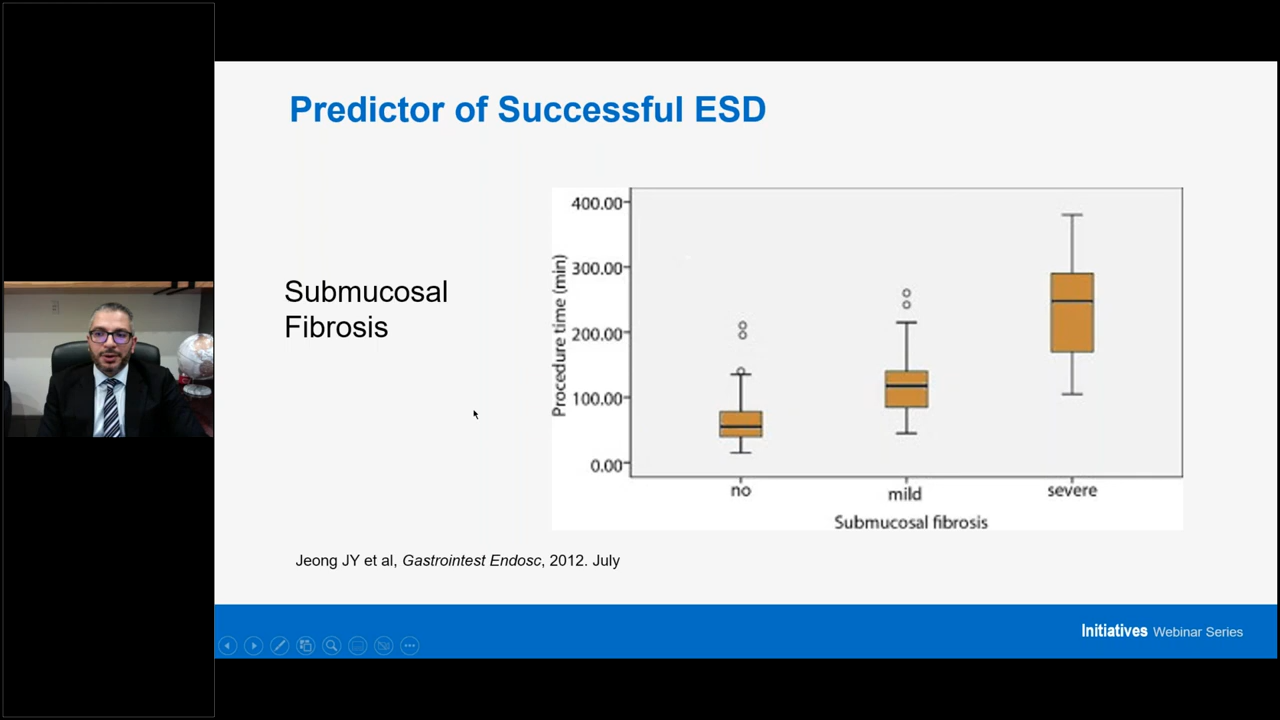 Predictor of Successful ESD
Submucosal
Fibrosis
Procedure time (min)
400.00
300.00
200.00
100.00
0.00
no
mild
severe
Submucosal fibrosis
Jeong JY et al, Gastrointest Endosc, 2012. July
Initiatives Webinar Series